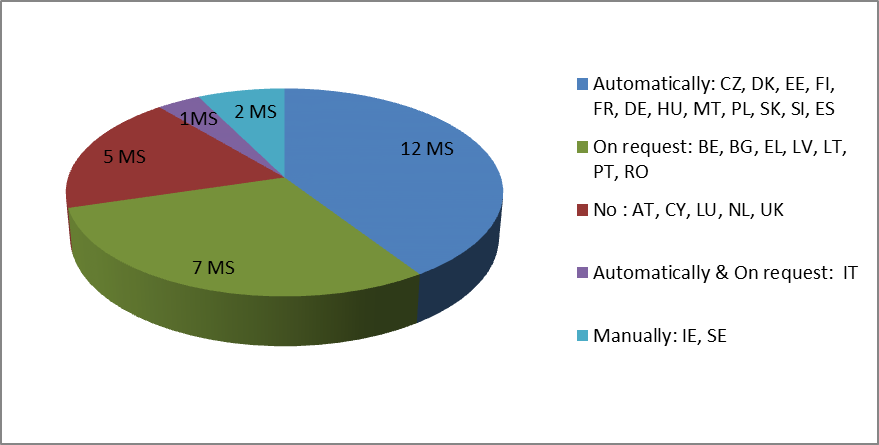 12 MS
7 MS
5 MS
1MS
2 MS
Automatically: CZ, DK, EE, FI,
FR, DE, HU, MT, PL, SK, SI, ES
On request: BE, BG, EL, LV, LT,
PT, RO
No : AT, CY, LU, NL, UK
Automatically & On request:  IT
Manually: IE, SE